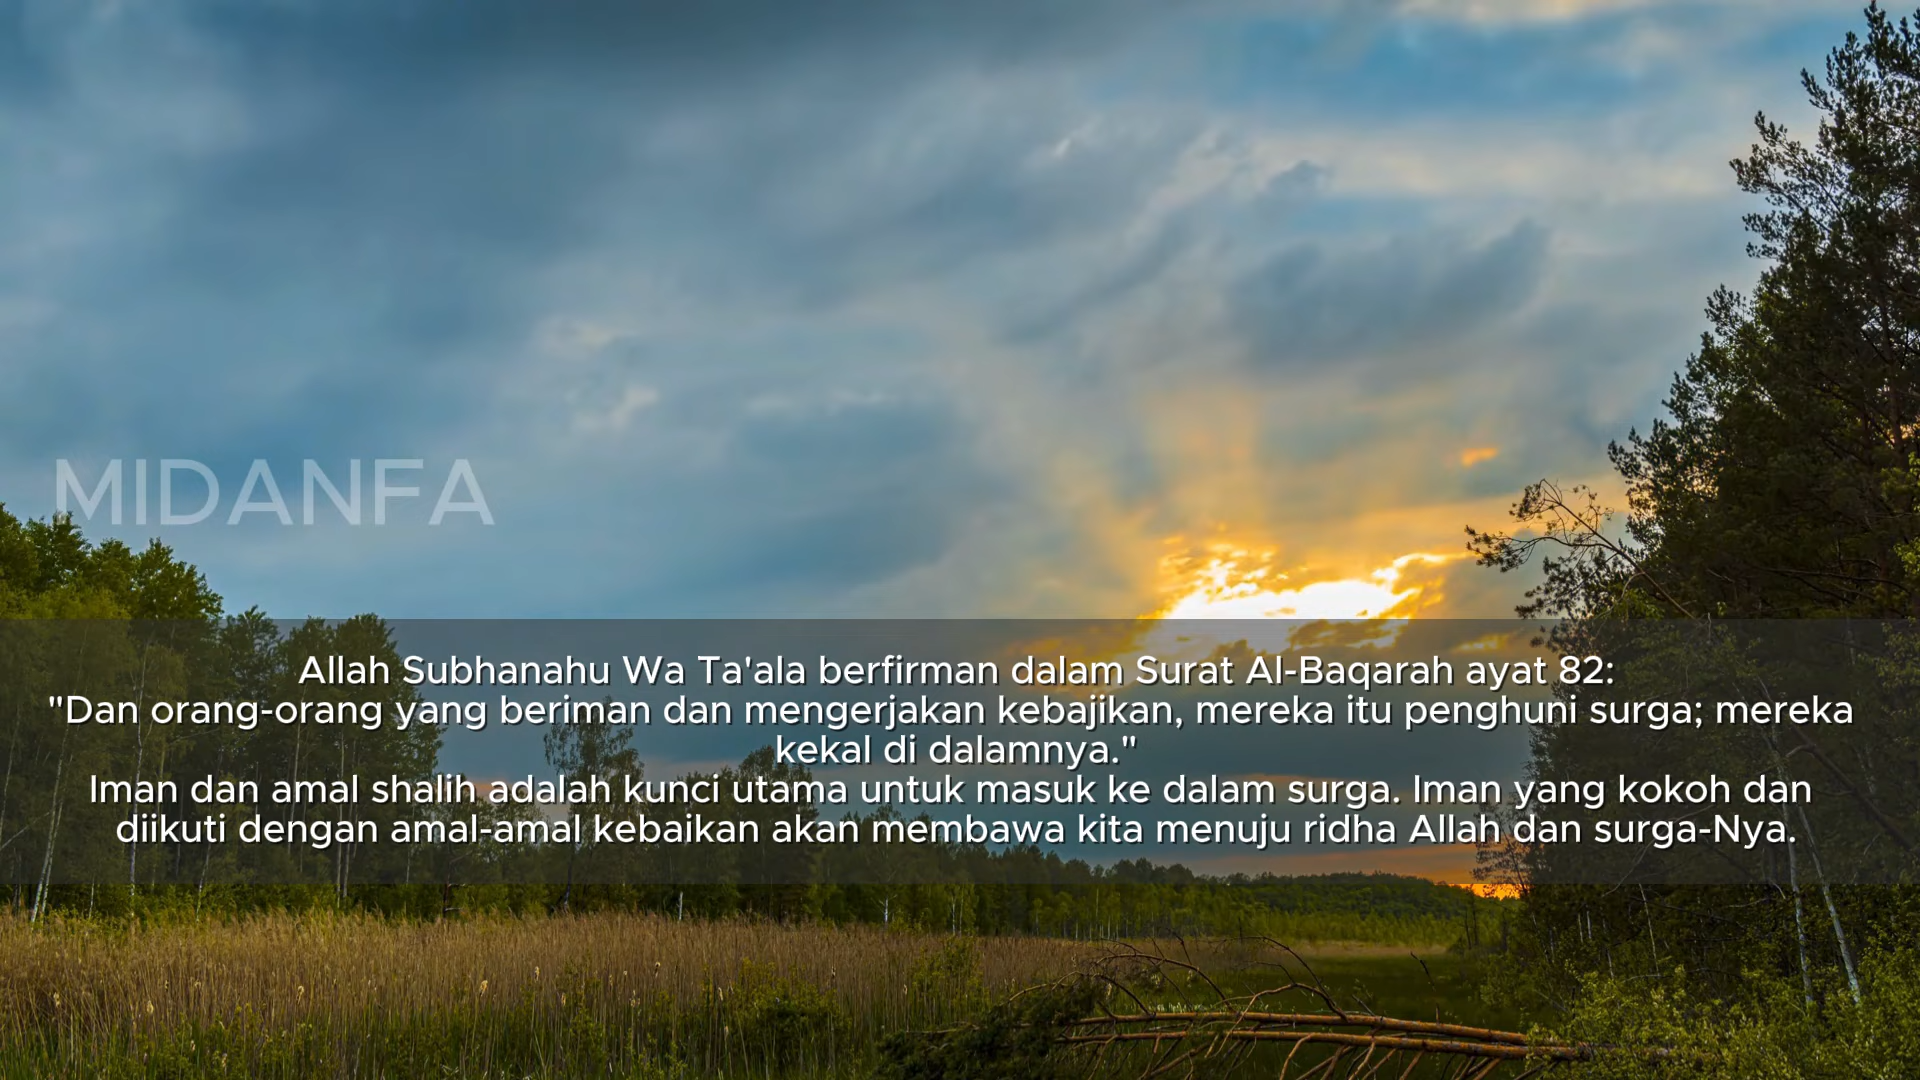 MIDANFA
Allah Subhanahu Wa Ta'ala berfirman dalam Surat Al-Baqarah ayat 82:
"Dan orang-orang yang beriman dan mengerjakan kebajikan, mereka itu penghuni surga; mereka
kekal di dalamnya."
Iman dan amal shalih adalah kunci utama untuk masuk ke dalam surga. Iman yang kokoh dan
diikuti dengan amal-amal kebaikan akan membawa kita menuju ridha Allah dan surga-Nya.